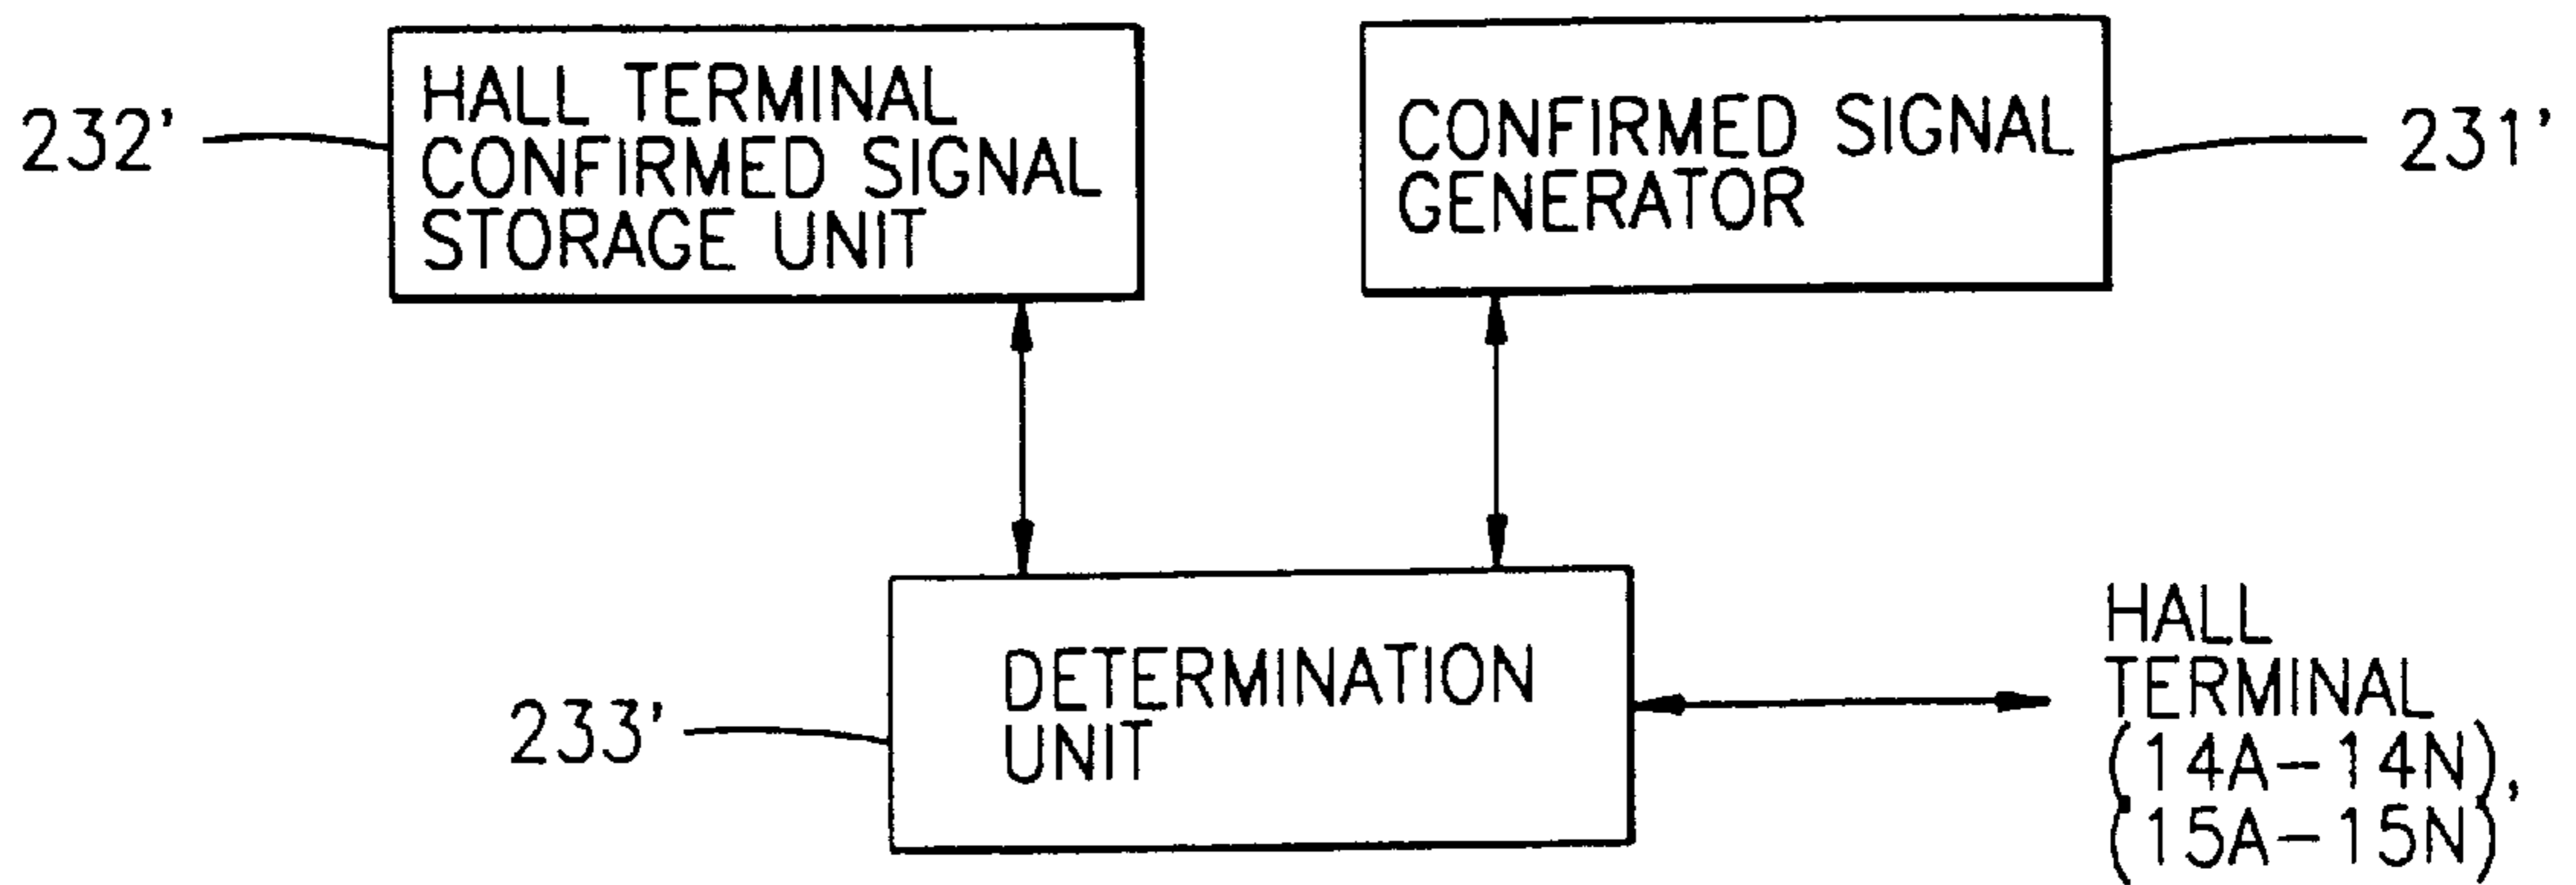 232'
HALL TERMINAL
CONFIRMED SIGNAL
STORAGE UNIT
CONFIRMED SIGNAL
GENERATOR
231'
233'
DETERMINATION
UNIT
HALL
TERMINAL
(14A-14N),
(15A-15N)